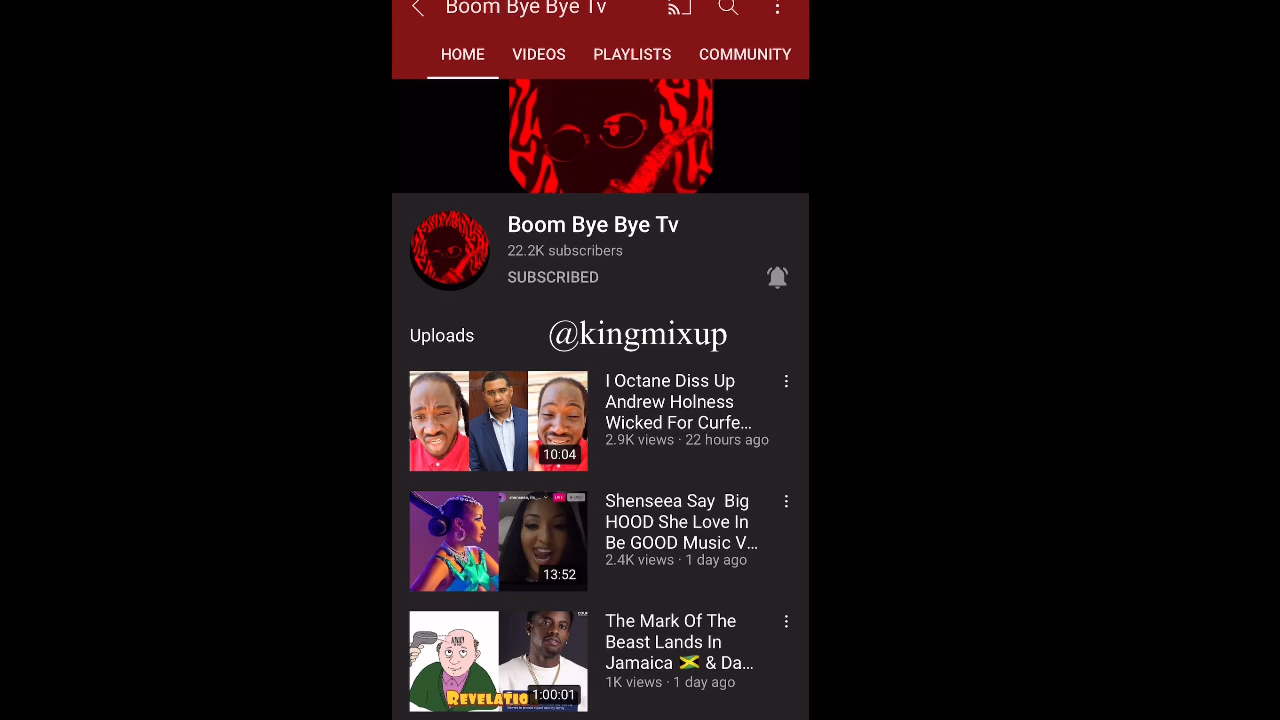 Boom Bye Bye Tv
HOME VIDEOS PLAYLISTS COMMUNITY
Boom Bye Bye Tv
22.2K subscribers
SUBSCRIBED
Uploads
@kingmixup
I Octane Diss Up
Andrew Holness
Wicked For Curfe...
2.9K views · 22 hours ago
10:04
Shenseea Say Big
HOOD She Love In
Be GOOD Music V...
2.4K views · 1 day ago
LIVE
13:52
The Mark Of The
Beast Lands In
Jamaica 🇯🇲 & Da...
1K views · 1 day ago
REVELATIO
1:00:01